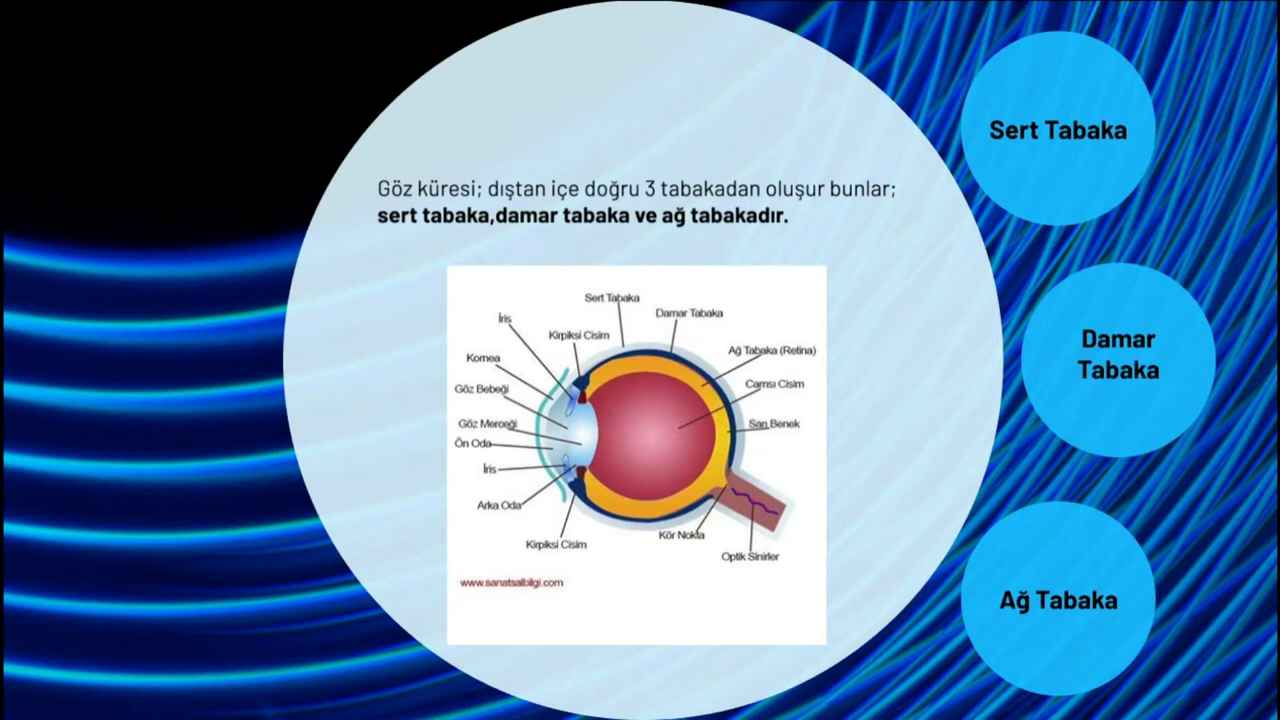 Göz küresi; dıştan içe doğru 3 tabakadan oluşur bunlar;
sert tabaka,damar tabaka ve ağ tabakadır.
Sert Tabaka
İris
Damar Tabaka
Kirpiksi Cisim
Ağ Tabaka (Retina)
Kornea
Camsı Cisim
Göz Bebeği
Göz Merceği
Sarı Benek
Ön Oda
İris
Arka Oda
Kör Nokta
Kirpiksi Cisim
Optik Sinirler
www.sanatsalbilgi.com
Sert Tabaka
Damar
Tabaka
Ağ Tabaka